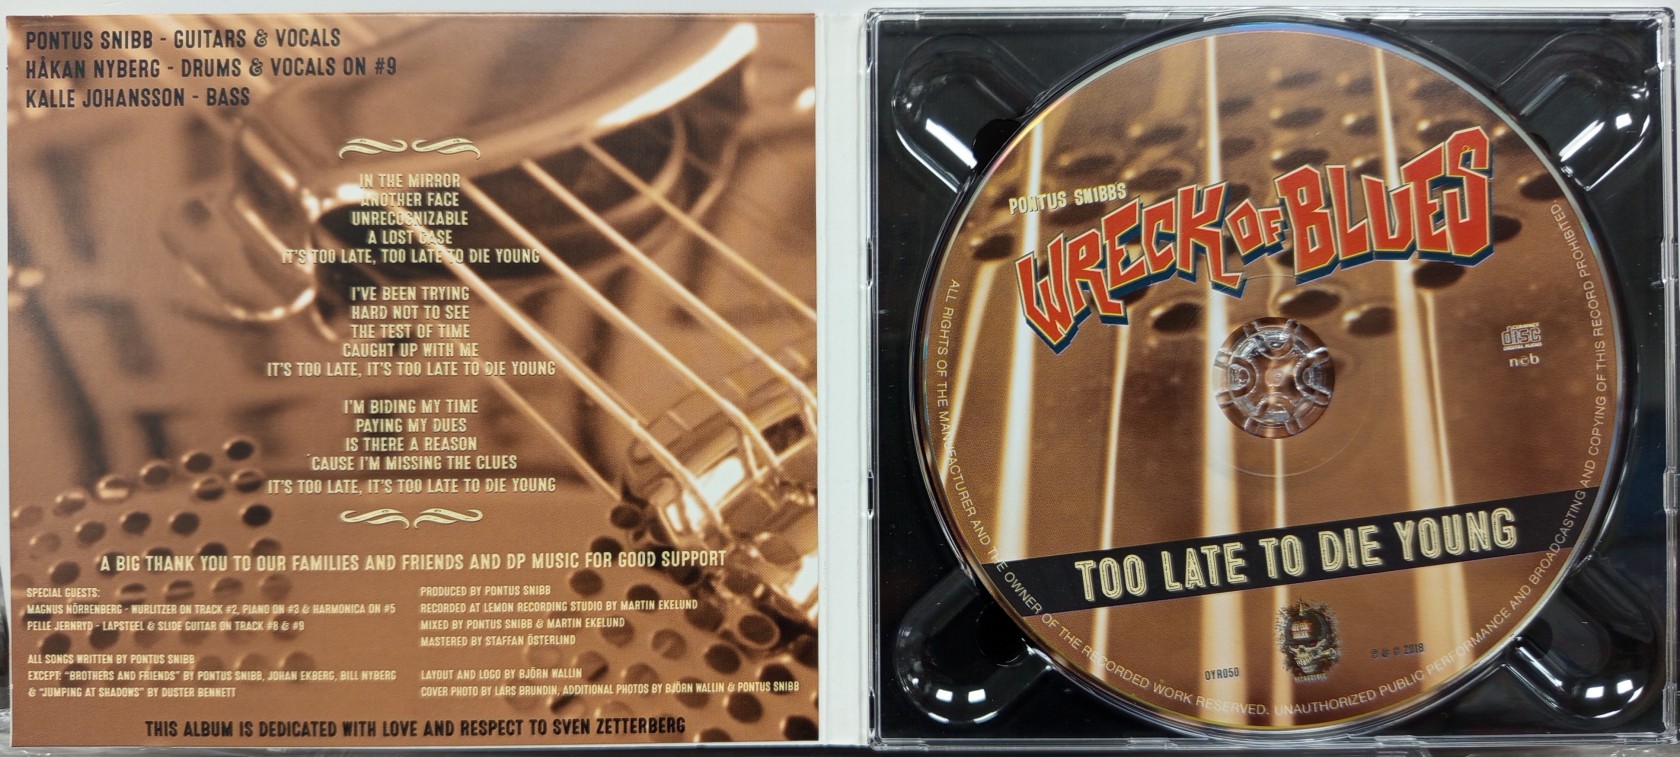 PONTUS SNIBB - GUITARS & VOCALS
HÅKAN NYBERG - DRUMS & VOCALS ON #9
KALLE JOHANSSON - BASS
IN THE MIRROR
ANOTHER FACE
UNRECOGNIZABLE
A LOST CASE
IT'S TOO LATE, TOO LATE TO DIE YOUNG
I'VE BEEN TRYING
HARD NOT TO SEE
THE TEST OF TIME
CAUGHT UP WITH ME
IT'S TOO LATE, IT'S TOO LATE TO DIE YOUNG
I'M BIDING MY TIME
PAYING MY DUES
IS THERE A REASON
´CAUSE I'M MISSING THE CLUES
IT'S TOO LATE, IT'S TOO LATE TO DIE YOUNG
A BIG THANK YOU TO OUR FAMILIES AND FRIENDS AND DP MUSIC FOR GOOD SUPPORT
SPECIAL GUESTS:
MAGNUS NÖRRENBERG - WURLITZER ON TRACK #2, PIANO ON #3 & HARMONICA ON #5
PELLE JERNRYD - LAPSTEEL & SLIDE GUITAR ON TRACK #8 & #9
ALL SONGS WRITTEN BY PONTUS SNIBB
EXCEPT: "BROTHERS AND FRIENDS" BY PONTUS SNIBB, JOHAN EKBERG, BILL NYBERG
& "JUMPING AT SHADOWS" BY DUSTER BENNETT
PRODUCED BY PONTUS SNIBB
RECORDED AT LEMON RECORDING STUDIO BY MARTIN EKELUND
MIXED BY PONTUS SNIBB & MARTIN EKELUND
MASTERED BY STAFFAN ÖSTERLIND
LAYOUT AND LOGO BY BJÖRN WALLIN
COVER PHOTO BY LARS BRUNDIN, ADDITIONAL PHOTOS BY BJÖRN WALLIN & PONTUS SNIBB
THIS ALBUM IS DEDICATED WITH LOVE AND RESPECT TO SVEN ZETTERBERG
PONTUS SNIBBS
WRECK OF BLUES
COMPACT
disc
DIGITAL AUDIO
ncb
TOO LATE TO DIE YOUNG
OYR050
℗ & © 2018
ALL RIGHTS OF THE MANUFACTURER AND THE OWNER OF THE RECORDED WORK RESERVED. UNAUTHORIZED PUBLIC PERFORMANCE AND BROADCASTING AND COPYING OF THIS RECORD PROHIBITED.